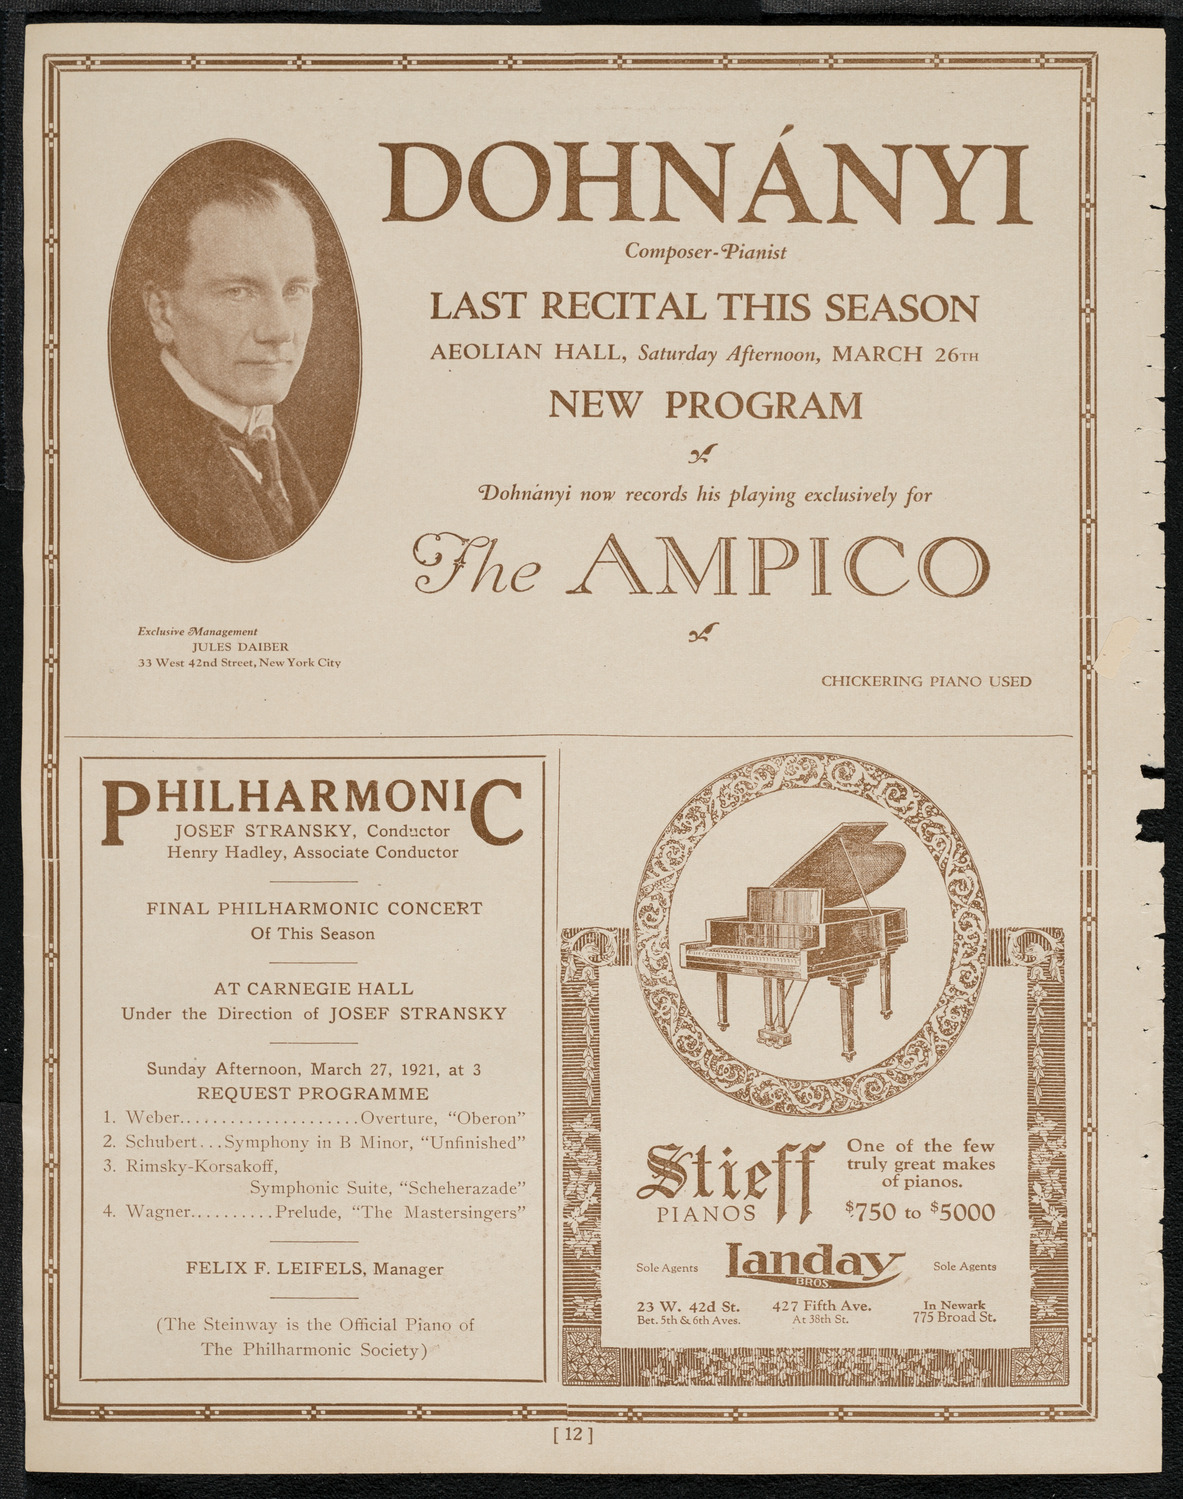 DOHNÁNYI
Composer-Pianist
LAST RECITAL THIS SEASON
AEOLIAN HALL, Saturday Afternoon, MARCH 26TH
NEW PROGRAM
Dohnányi now records his playing exclusively for
The AMPICO
Exclusive Management
JULES DAIBER
33 West 42nd Street, New York City
CHICKERING PIANO USED
PHILHARMONIC
JOSEF STRANSKY, Conductor
Henry Hadley, Associate Conductor
FINAL PHILHARMONIC CONCERT
Of This Season
AT CARNEGIE HALL
Under the Direction of JOSEF STRANSKY
Sunday Afternoon, March 27, 1921, at 3
REQUEST PROGRAMME
1. Weber.....................Overture, "Oberon"
2. Schubert...Symphony in B Minor, "Unfinished"
3. Rimsky-Korsakoff,
Symphonic Suite, "Scheherazade"
4. Wagner..........Prelude, "The Mastersingers"
FELIX F. LEIFELS, Manager
(The Steinway is the Official Piano of
The Philharmonic Society)
Stieff
PIANOS
One of the few
truly great makes
of pianos.
$750 to $5000
Sole Agents
Landay
BROS.
Sole Agents
23 W. 42d St.
Bet. 5th & 6th Aves.
427 Fifth Ave.
At 38th St.
In Newark
775 Broad St.
[ 12 ]